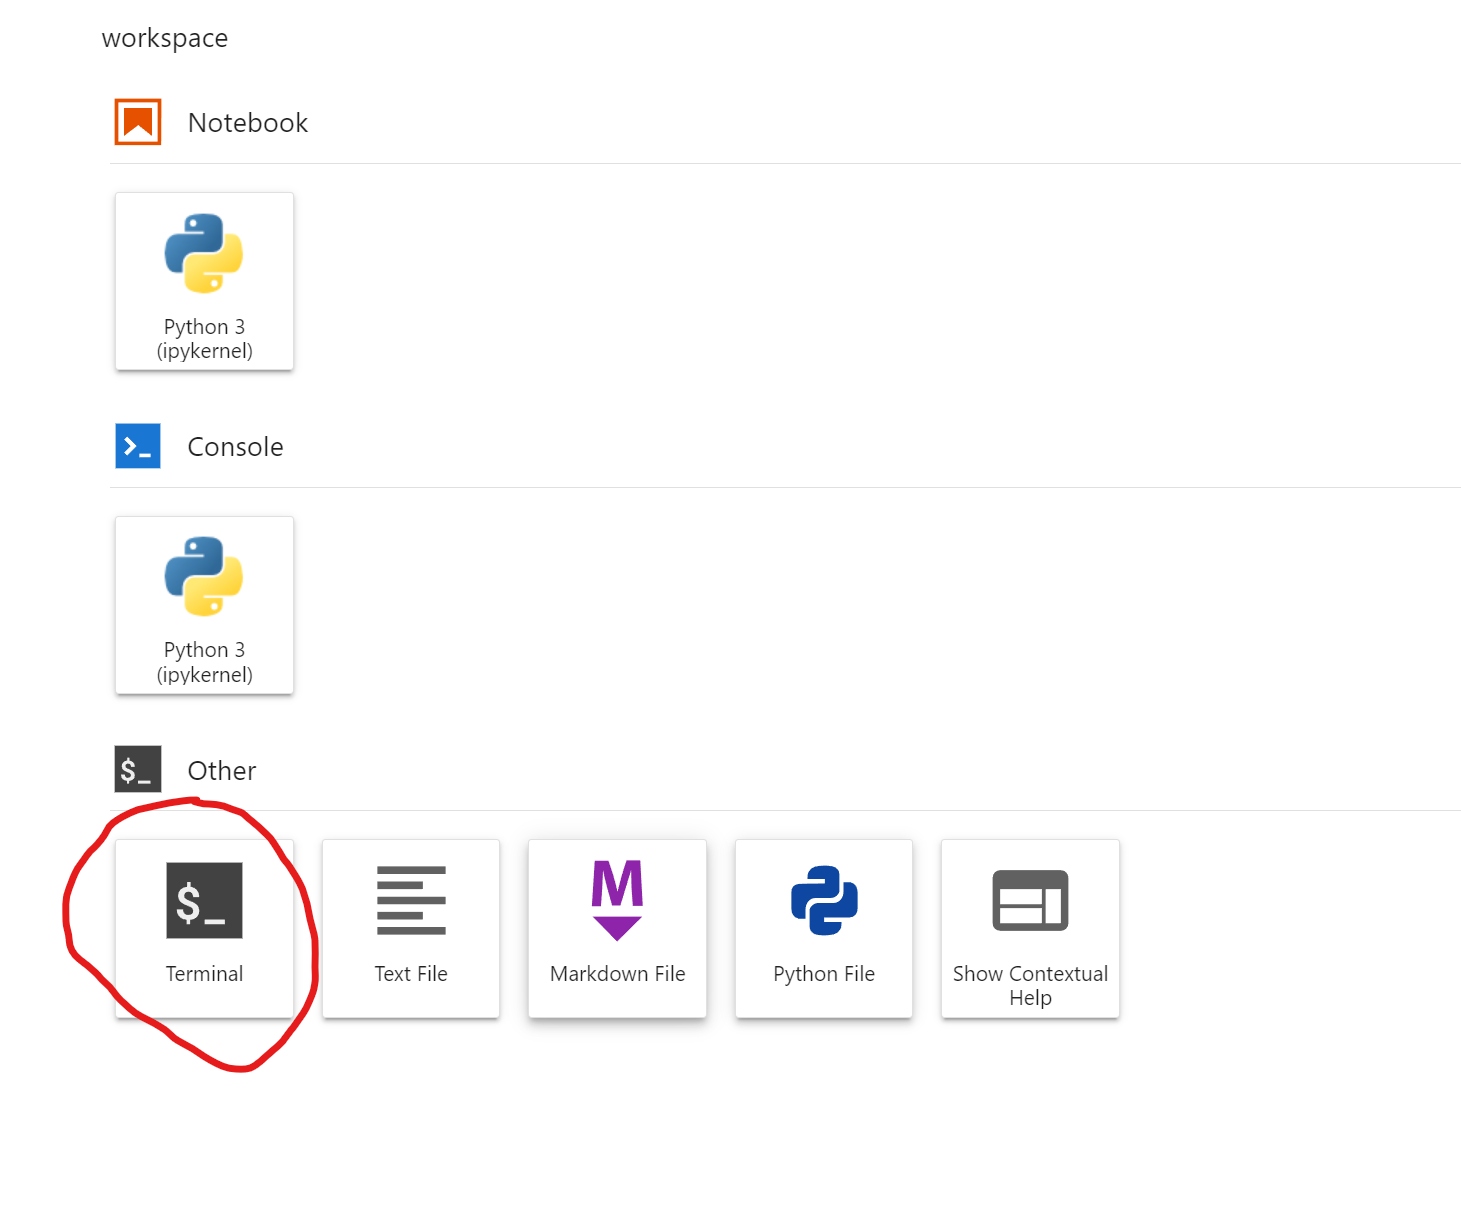 workspace
Notebook
Python 3
(ipykernel)
Console
Python 3
(ipykernel)
$_ Other
$_
Terminal
Text File
M
Markdown File
Python File
Show Contextual
Help